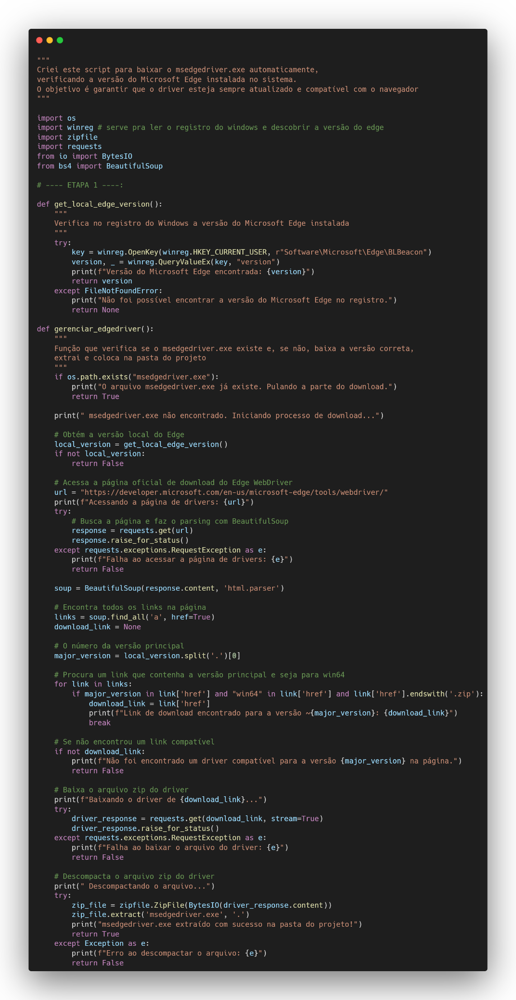 """
Criei este script para baixar o msedgedriver.exe automaticamente,
verificando a versão do Microsoft Edge instalada no sistema.
O objetivo é garantir que o driver esteja sempre atualizado e compatível com o navegador
"""

import os
import winreg # serve pra ler o registro do windows e descobrir a versão do edge
import zipfile
import requests
from io import BytesIO
from bs4 import BeautifulSoup

# ---- ETAPA 1 ----:

def get_local_edge_version():
    """
    Verifica no registro do Windows a versão do Microsoft Edge instalada
    """
    try:
        key = winreg.OpenKey(winreg.HKEY_CURRENT_USER, r"Software\Microsoft\Edge\BLBeacon")
        version, _ = winreg.QueryValueEx(key, "version")
        print(f"Versão do Microsoft Edge encontrada: {version}")
        return version
    except FileNotFoundError:
        print("Não foi possível encontrar a versão do Microsoft Edge no registro.")
        return None

def gerenciar_edgedriver():
    """
    Função que verifica se o msedgedriver.exe existe e, se não, baixa a versão correta,
    extrai e coloca na pasta do projeto
    """
    if os.path.exists("msedgedriver.exe"):
        print("O arquivo msedgedriver.exe já existe. Pulando a parte do download.")
        return True

    print(" msedgedriver.exe não encontrado. Iniciando processo de download...")

    # Obtém a versão local do Edge
    local_version = get_local_edge_version()
    if not local_version:
        return False

    # Acessa a página oficial de download do Edge WebDriver
    url = "https://developer.microsoft.com/en-us/microsoft-edge/tools/webdriver/"
    print(f"Acessando a página de drivers: {url}")
    try:
        # Busca a página e faz o parsing com BeautifulSoup
        response = requests.get(url)
        response.raise_for_status()
    except requests.exceptions.RequestException as e:
        print(f"Falha ao acessar a página de drivers: {e}")
        return False

    soup = BeautifulSoup(response.content, 'html.parser')

    # Encontra todos os links na página
    links = soup.find_all('a', href=True)
    download_link = None

    # O número da versão principal
    major_version = local_version.split('.')[0]

    # Procura um link que contenha a versão principal e seja para win64
    for link in links:
        if major_version in link['href'] and "win64" in link['href'] and link['href'].endswith('.zip'):
            download_link = link['href']
            print(f"Link de download encontrado para a versão ~{major_version}: {download_link}")
            break

    # Se não encontrou um link compatível
    if not download_link:
        print(f"Não foi encontrado um driver compatível para a versão {major_version} na página.")
        return False

    # Baixa o arquivo zip do driver
    print(f"Baixando o driver de {download_link}...")
    try:
        driver_response = requests.get(download_link, stream=True)
        driver_response.raise_for_status()
    except requests.exceptions.RequestException as e:
        print(f"Falha ao baixar o arquivo do driver: {e}")
        return False

    # Descompacta o arquivo zip do driver
    print(" Descompactando o arquivo...")
    try:
        zip_file = zipfile.ZipFile(BytesIO(driver_response.content))
        zip_file.extract('msedgedriver.exe', '.')
        print("msedgedriver.exe extraído com sucesso na pasta do projeto!")
        return True
    except Exception as e:
        print(f"Erro ao descompactar o arquivo: {e}")
        return False